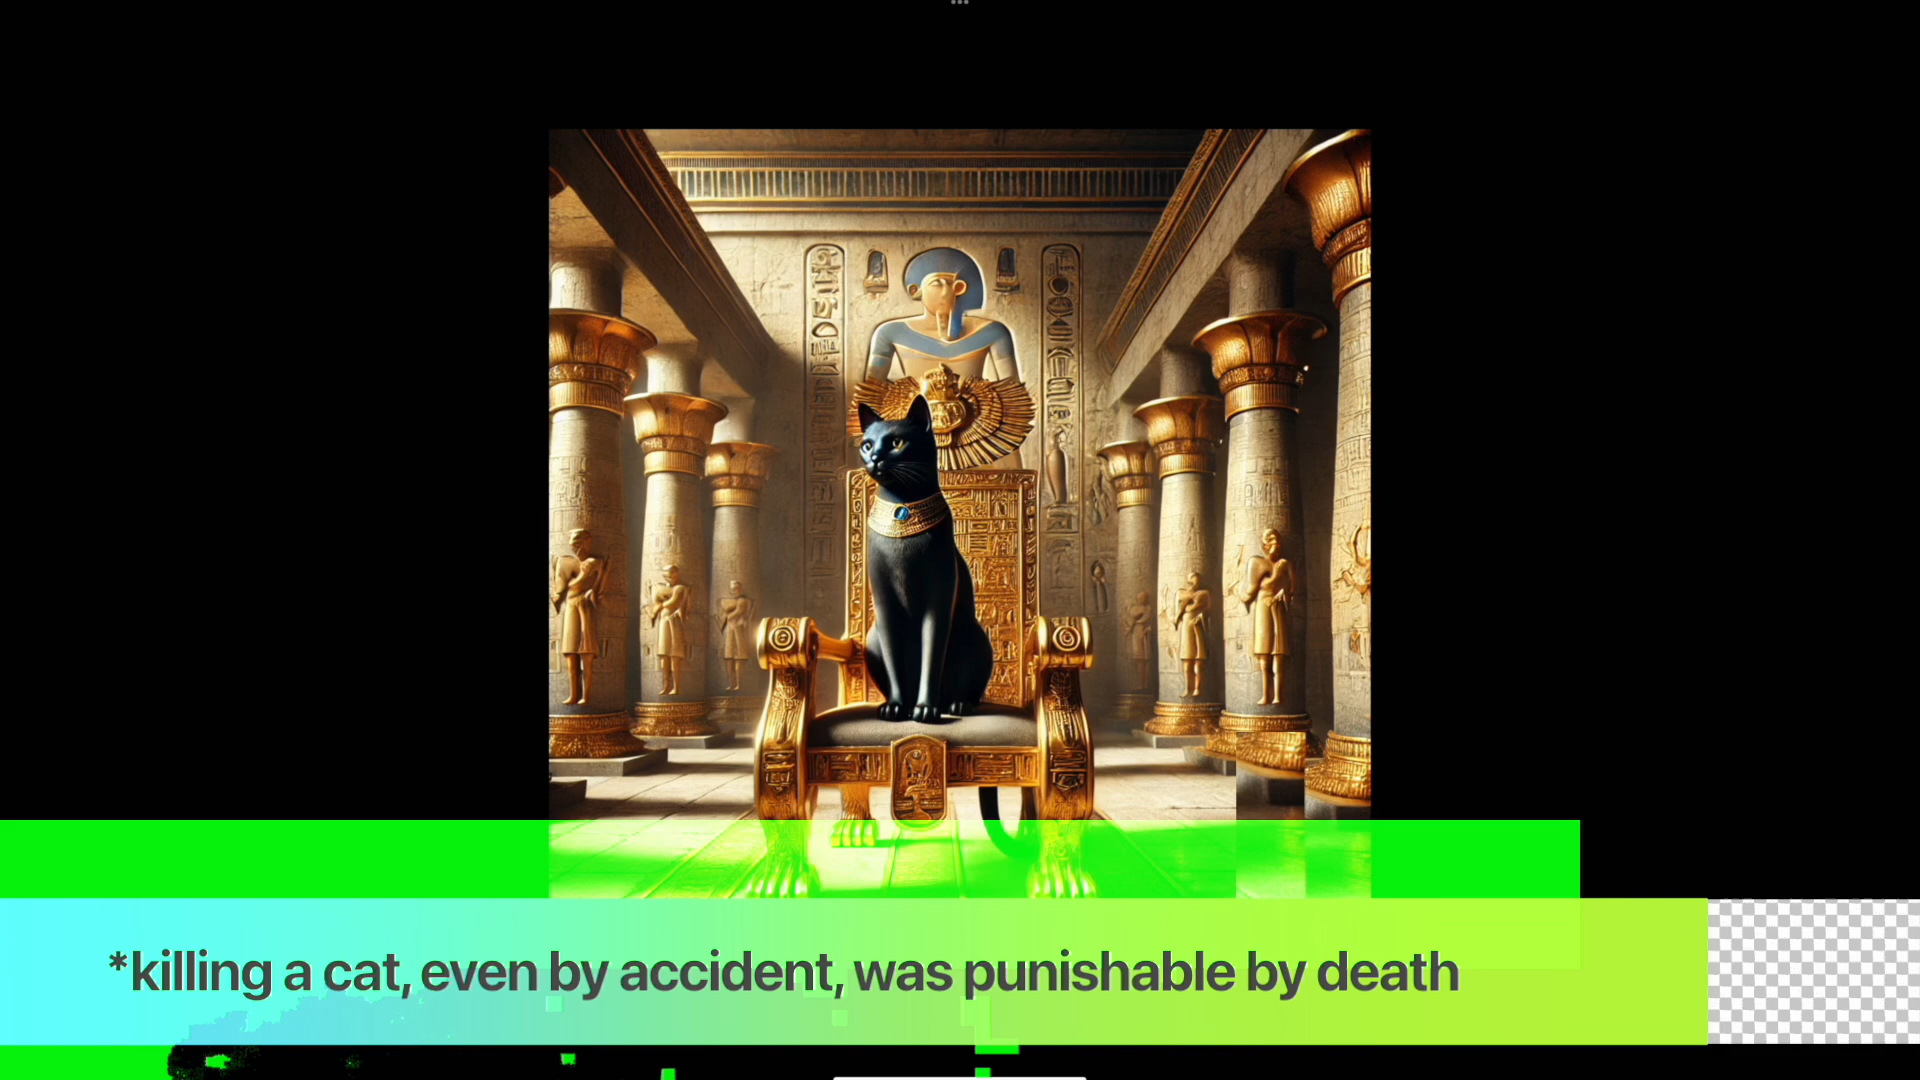 *killing a cat, even by accident, was punishable by death